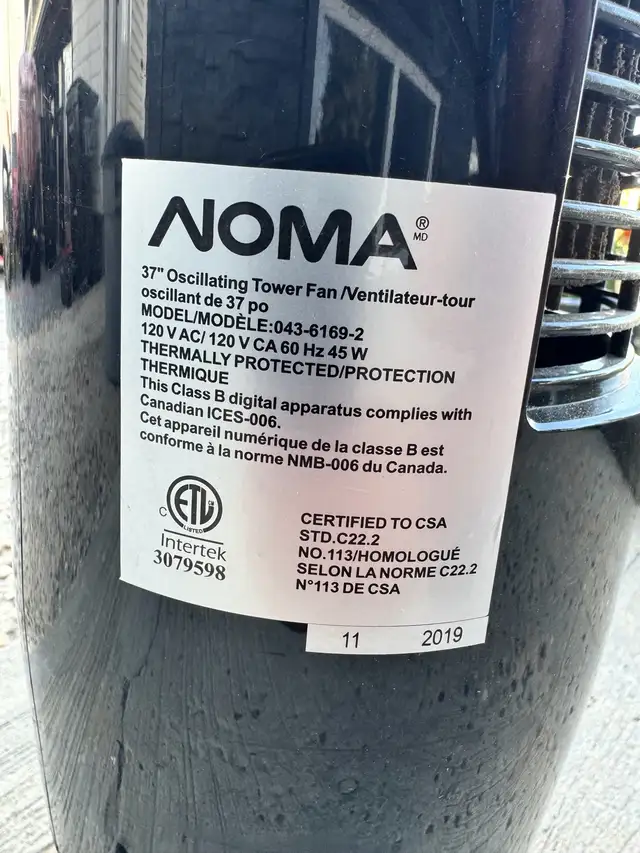 NOMA®
MD
37" Oscillating Tower Fan /Ventilateur-tour
oscillant de 37 po
MODEL/MODÈLE:043-6169-2
120 V AC/ 120 V CA 60 Hz 45 W
THERMALLY PROTECTED/PROTECTION
THERMIQUE
This Class B digital apparatus complies with
Canadian ICES-006.
Cet appareil numérique de la classe B est
conforme à la norme NMB-006 du Canada.
C ETL CM
LISTED
Intertek
3079598
CERTIFIED TO CSA
STD.C22.2
NO.113/HOMOLOGUÉ
SELON LA NORME C22.2
N°113 DE CSA
11 2019